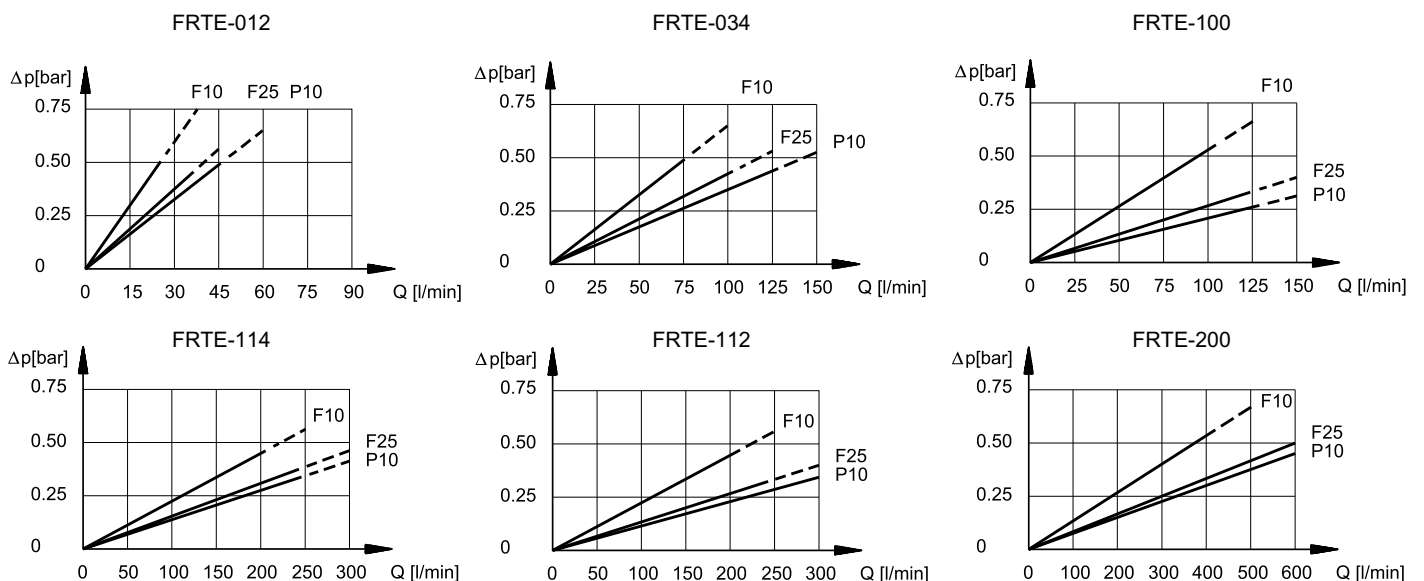 FRTE-012
Δp[bar]
F10 F25 P10
0.75
0.50
0.25
0
0 15 30 45 60 75 90 Q [l/min]
FRTE-034
Δp[bar]
F10
0.75
F25
P10
0.50
0.25
0
0 25 50 75 100 125 150 Q [l/min]
FRTE-100
Δp[bar]
F10
0.75
0.50
F25
P10
0.25
0
0 25 50 75 100 125 150 Q [l/min]
FRTE-114
Δp[bar]
0.75
F10
0.50
F25
P10
0.25
0
0 50 100 150 200 250 300 Q [l/min]
FRTE-112
Δp[bar]
0.75
F10
0.50
F25
P10
0.25
0
0 50 100 150 200 250 300 Q [l/min]
FRTE-200
Δp[bar]
0.75
F10
0.50
F25
P10
0.25
0
0 100 200 300 400 500 600 Q [l/min]